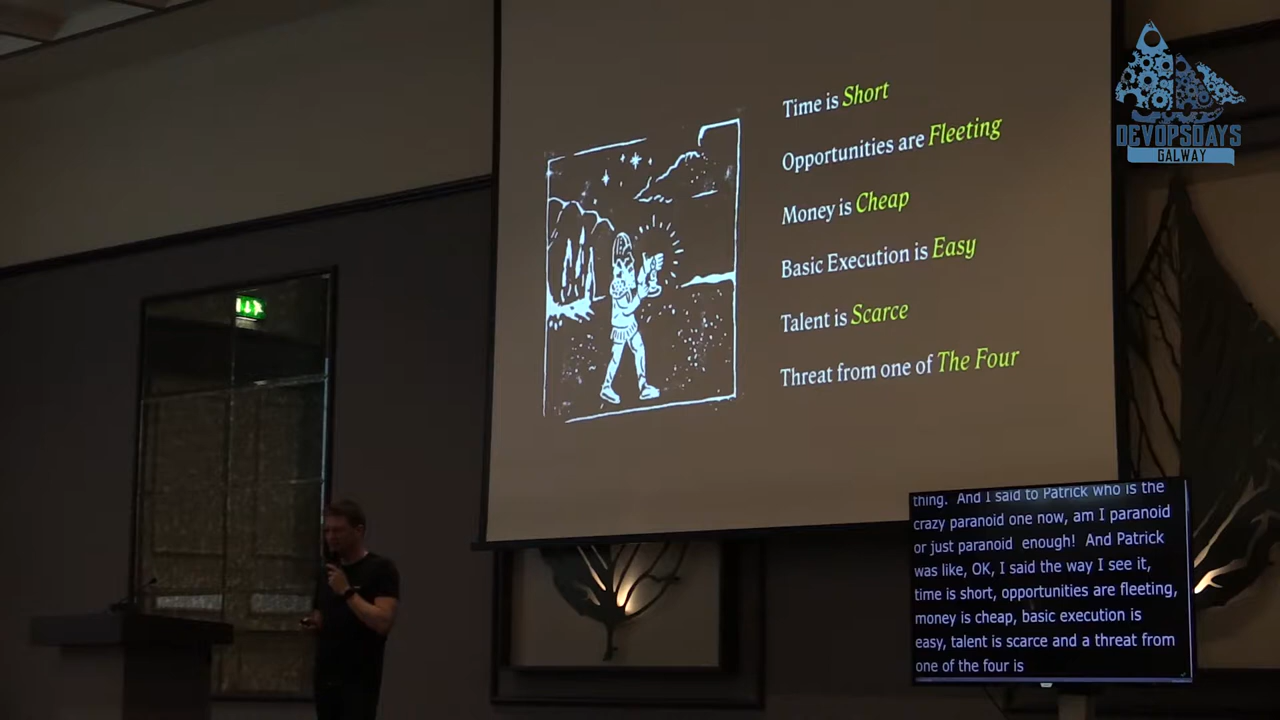 Time is Short
Opportunities are Fleeting
Money is Cheap
Basic Execution is Easy
Talent is Scarce
Threat from one of The Four
DEVOPSDAYS
GALWAY
thing. And I said to Patrick who is the
crazy paranoid one now, am I paranoid
or just paranoid enough! And Patrick
was like, OK, I said the way I see it,
time is short, opportunities are fleeting,
money is cheap, basic execution is
easy, talent is scarce and a threat from
one of the four is